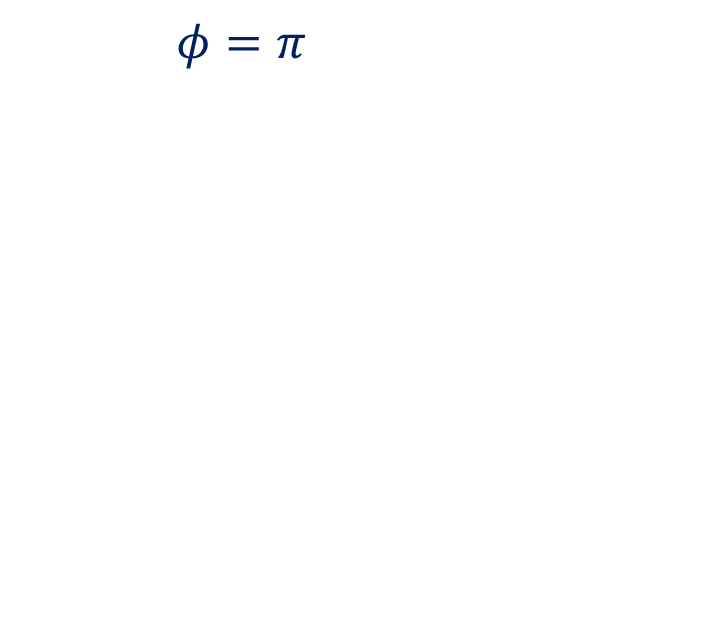 𝜙 = 𝜋